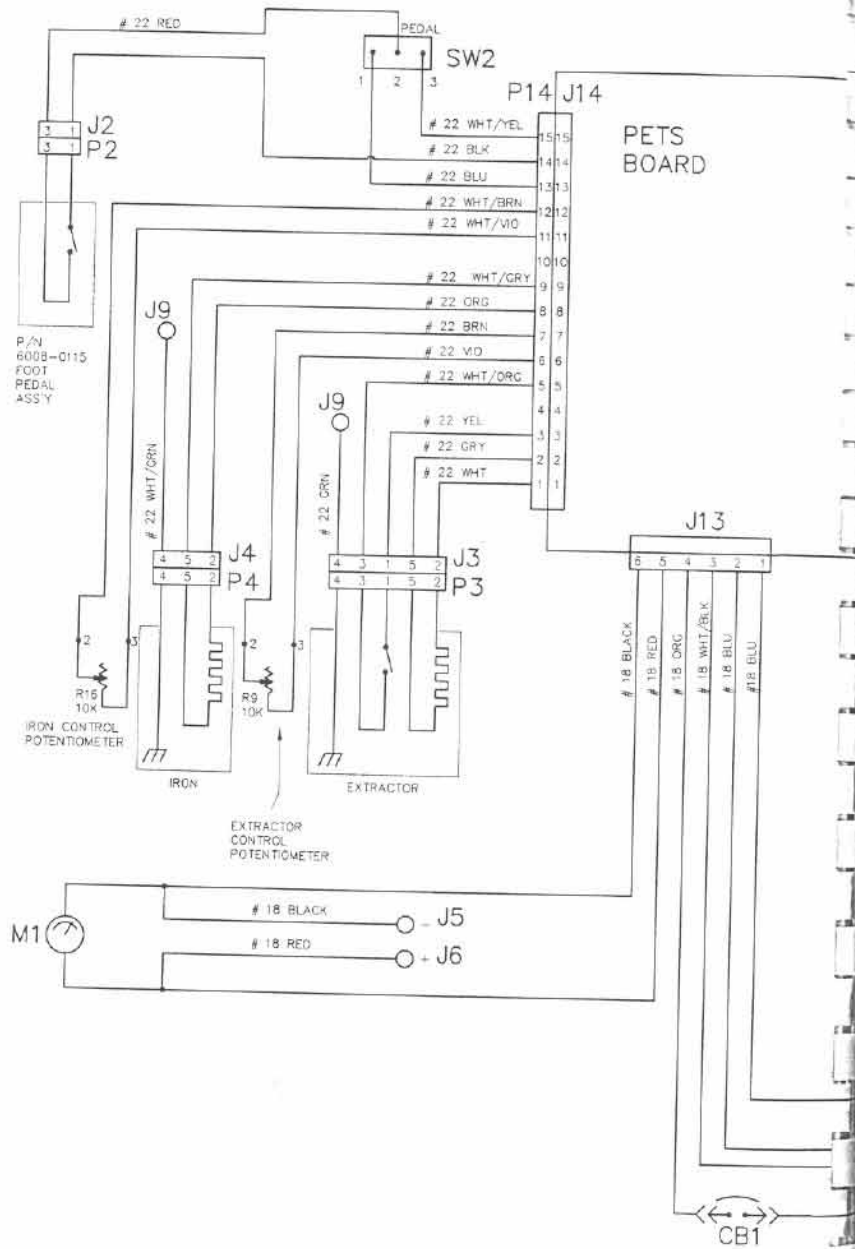 # 22 RED
PEDAL
SW2
1 2 3
P14 J14
PETS
BOARD
J2
P2
3 1
3 1
# 22 WHT/YEL
15 15
# 22 BLK
14 14
# 22 BLU
13 13
# 22 WHT/BRN
12 12
# 22 WHT/VIO
11 11
10 10
# 22 WHT/GRY
9 9
# 22 ORG
8 8
# 22 BRN
7 7
# 22 VIO
6 6
# 22 WHT/ORG
5 5
4 4
# 22 YEL
3 3
# 22 GRY
2 2
# 22 WHT
1 1
P/N
6008-0115
FOOT
PEDAL
ASS'Y
J9
J9
# 22 WHT/GRN
# 22 GRN
J4
P4
4 5 2
4 5 2
J3
P3
4 3 1 5 2
4 3 1 5 2
J13
6 5 4 3 2 1
# 18 BLACK
# 18 RED
# 18 ORG
# 18 WHT/BLK
# 18 BLU
#18 BLU
2 3
R16
10K
IRON CONTROL
POTENTIOMETER
2 3
R9
10K
IRON
EXTRACTOR
EXTRACTOR
CONTROL
POTENTIOMETER
M1
# 18 BLACK
- J5
# 18 RED
+ J6
CB1